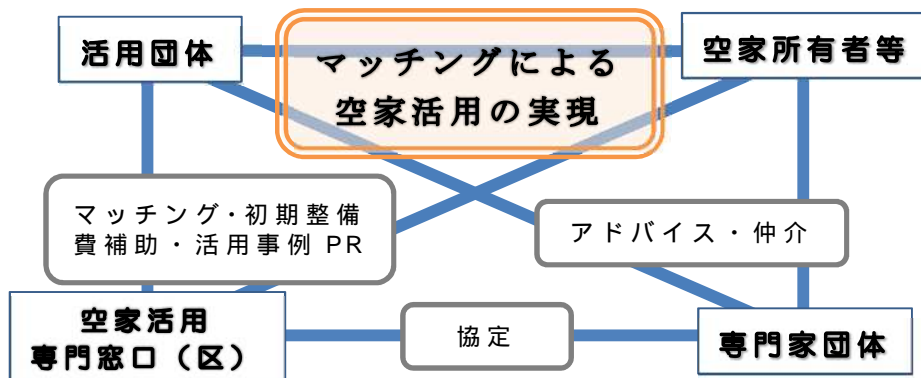 活用団体
マッチングによる
空家活用の実現
空家所有者等
マッチング・初期整備
費補助・活用事例 PR
アドバイス・仲介
空家活用
専門窓口（区）
協定
専門家団体